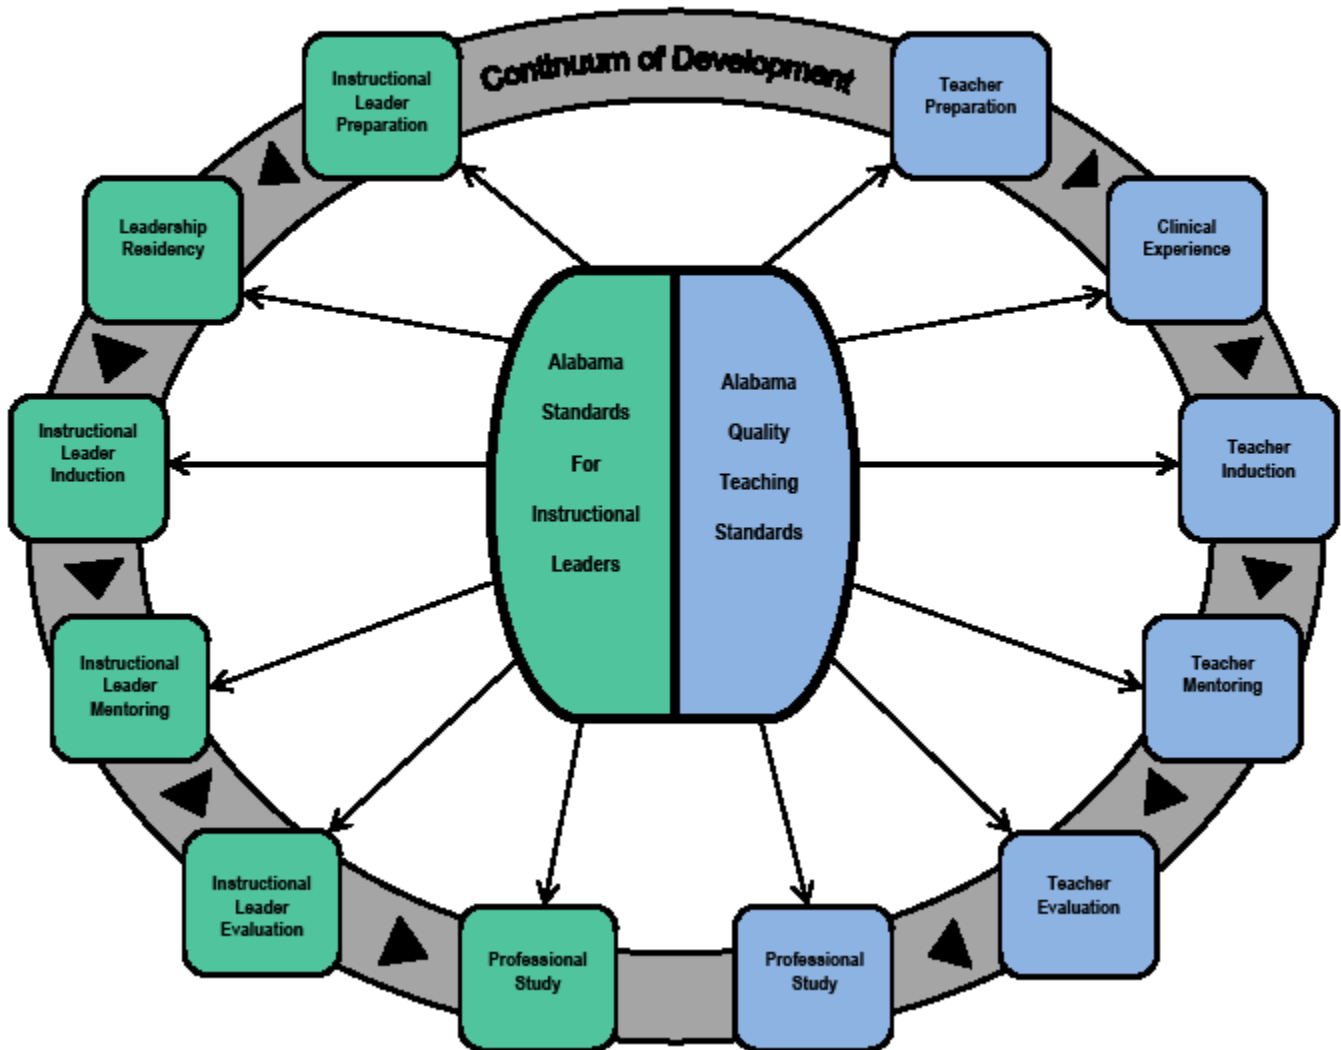 Continuum of Development
Instructional
Leader
Preparation
Teacher
Preparation
Leadership
Residency
Clinical
Experience
Alabama
Standards
For
Instructional
Leaders
Alabama
Quality
Teaching
Standards
Instructional
Leader
Induction
Teacher
Induction
Instructional
Leader
Mentoring
Teacher
Mentoring
Instructional
Leader
Evaluation
Teacher
Evaluation
Professional
Study
Professional
Study